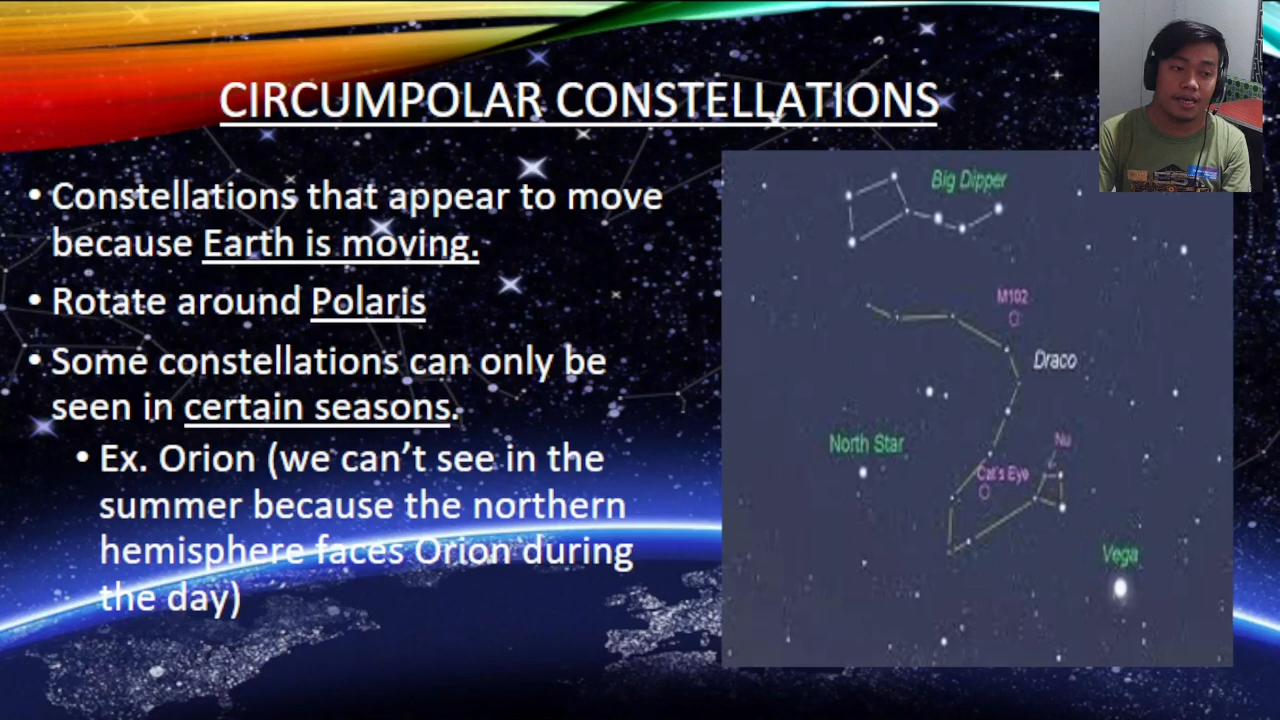 CIRCUMPOLAR CONSTELLATIONS
• Constellations that appear to move
because Earth is moving.
• Rotate around Polaris
• Some constellations can only be
seen in certain seasons.
• Ex. Orion (we can’t see in the
summer because the northern
hemisphere faces Orion during
the day)
Big Dipper
M102
Draco
North Star
Nu
Cat's Eye
Vega